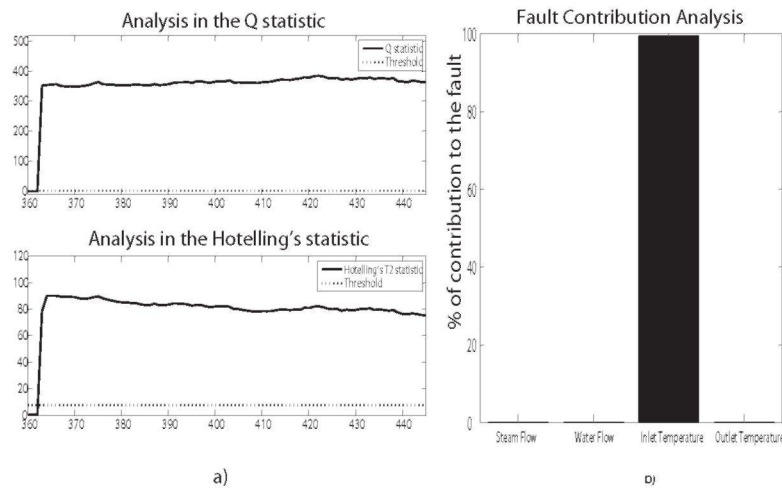 Analysis in the Q statistic
500
400
300
200
100
0
Q statistic
Threshold
360 370 380 390 400 410 420 430 440
Analysis in the Hotelling's statistic
120
100
80
60
40
20
0
Hotelling's T2 statistic
Threshold
360 370 380 390 400 410 420 430 440
a)
Fault Contribution Analysis
% of contribution to the fault
100
80
60
40
20
0
Steam Flow Water Flow Inlet Temperature Outlet Temperature